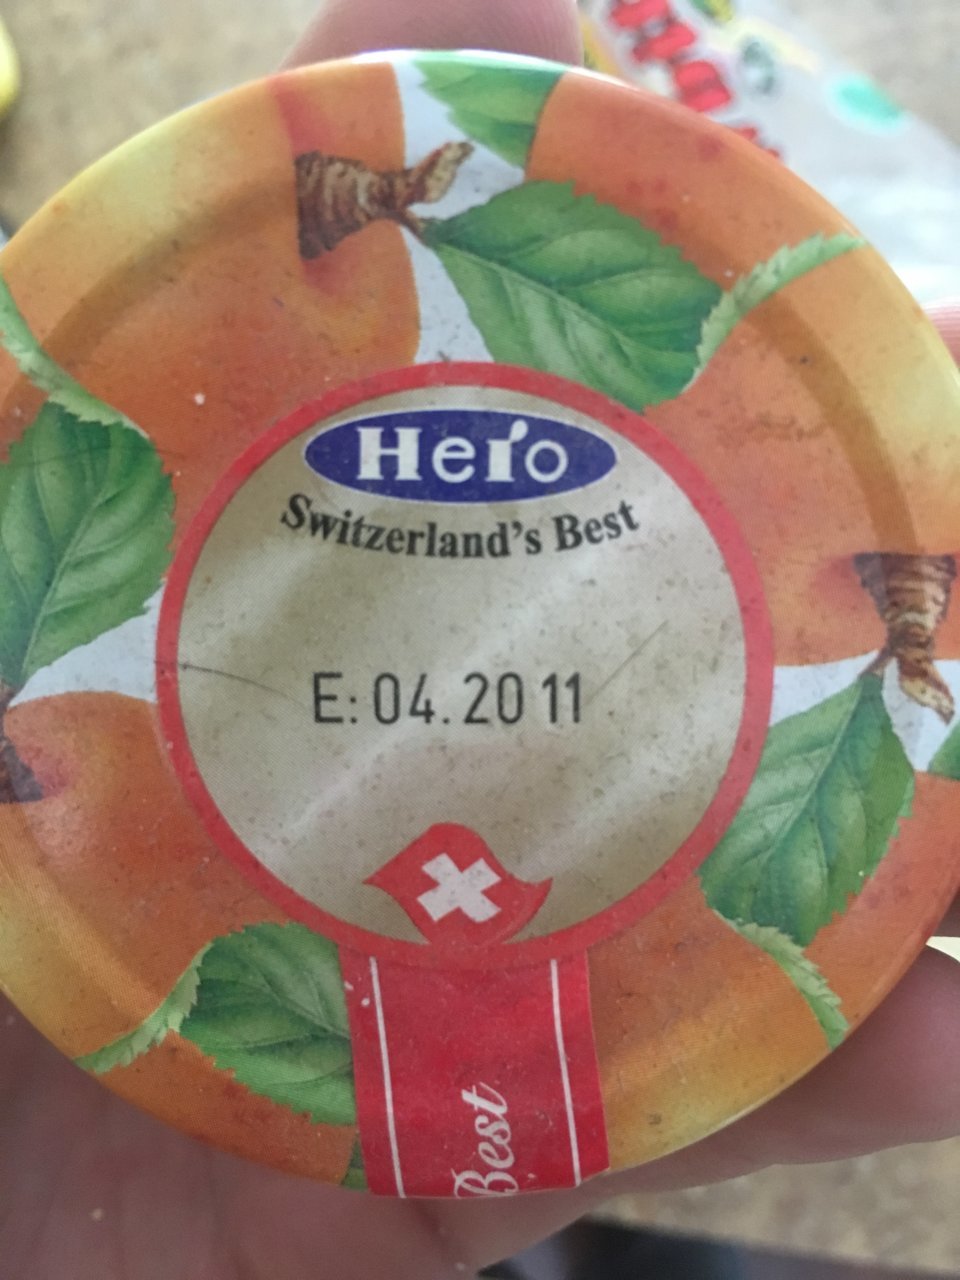 Hero
Switzerland's Best
E: 04.2011
Best